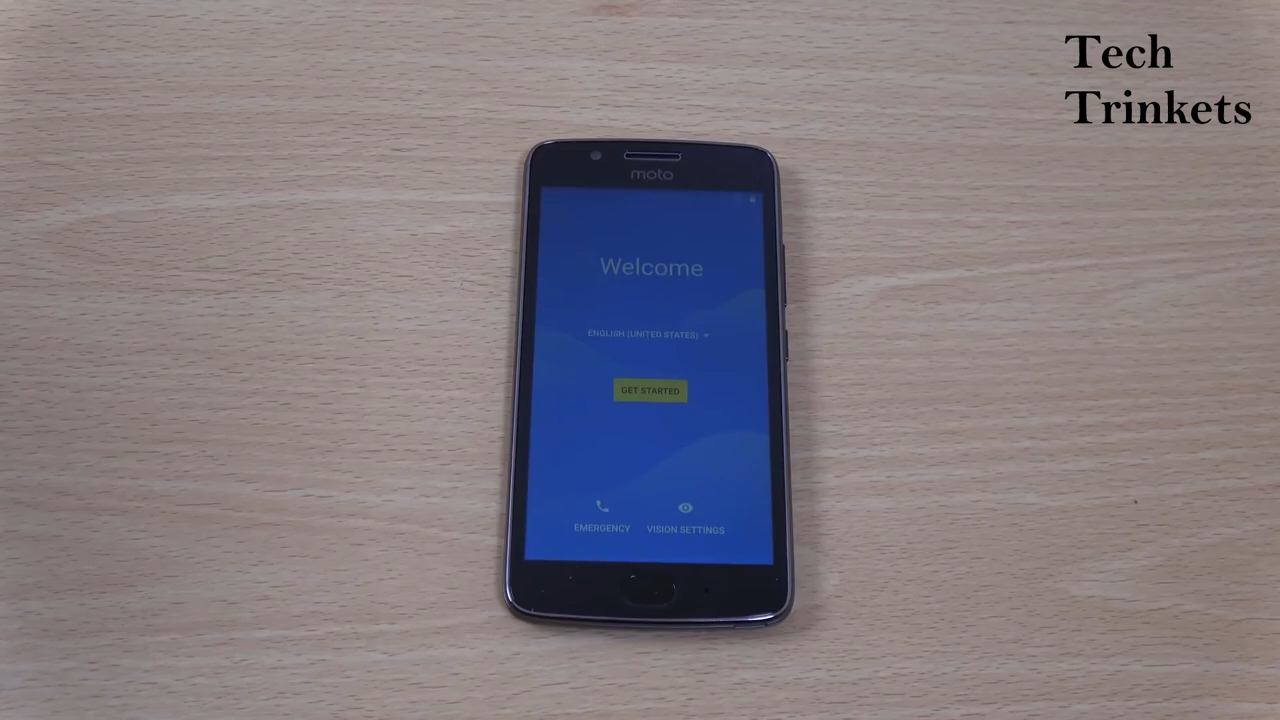 Tech
Trinkets
moto
Welcome
ENGLISH (UNITED STATES)
GET STARTED
EMERGENCY VISION SETTINGS